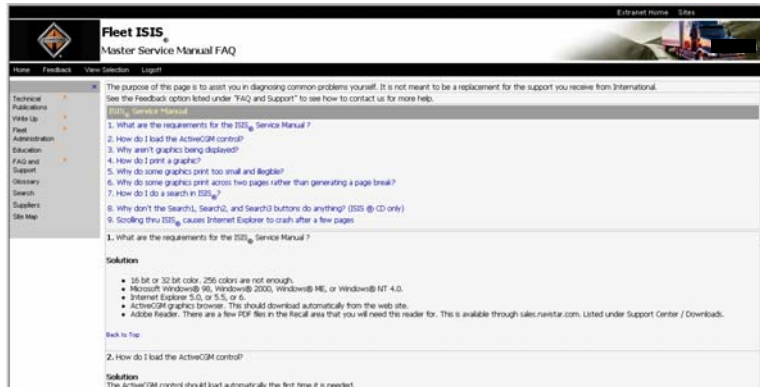 Extranet Home Sites
Fleet ISIS®
Master Service Manual FAQ
Home Feedback View Selection Logoff
The purpose of this page is to assist you in diagnosing common problems yourself. It is not meant to be a replacement for the support you receive from International.
See the Feedback option listed under "FAQ and Support" to see how to contact us for more help.
Technical
Publications
Write Up
Fleet
Administration
Education
FAQ and
Support
Glossary
Search
Suppliers
Site Map
ISIS® Service Manual
1. What are the requirements for the ISIS® Service Manual ?
2. How do I load the ActiveCGM control?
3. Why aren't graphics being displayed?
4. How do I print a graphic?
5. Why do some graphics print too small and illegible?
6. Why do some graphics print across two pages rather than generating a page break?
7. How do I do a search in ISIS®?
8. Why don't the Search1, Search2, and Search3 buttons do anything? (ISIS ® CD only)
9. Scrolling thru ISIS® causes Internet Explorer to crash after a few pages
1. What are the requirements for the ISIS® Service Manual ?
Solution
16 bit or 32 bit color. 256 colors are not enough.
Microsoft Windows® 98, Windows® 2000, Windows® ME, or Windows® NT 4.0.
Internet Explorer 5.0, or 5.5, or 6.
ActiveCGM graphics browser. This should download automatically from the web site.
Adobe Reader. There are a few PDF files in the Recall area that you will need this reader for. This is available through sales.navistar.com. Listed under Support Center / Downloads.
Back to Top
2. How do I load the ActiveCGM control?
Solution
The ActiveCGM control should load automatically the first time it is needed.